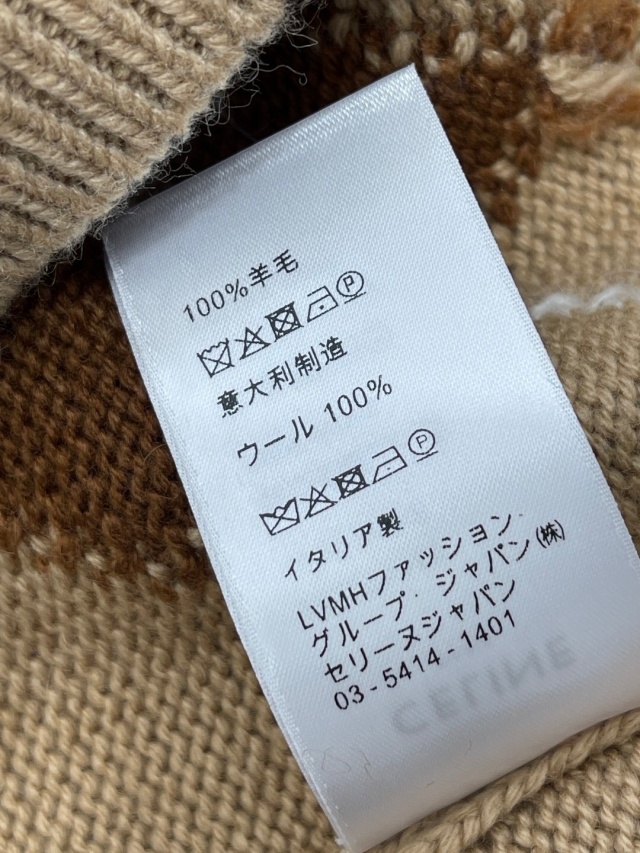 100%羊毛
P
意大利制造
ウール 100%
P
イタリア製
LVMHファッション.
グループ.ジャパン(株)
セリーヌジャパン
03-5414-1401
CELINE